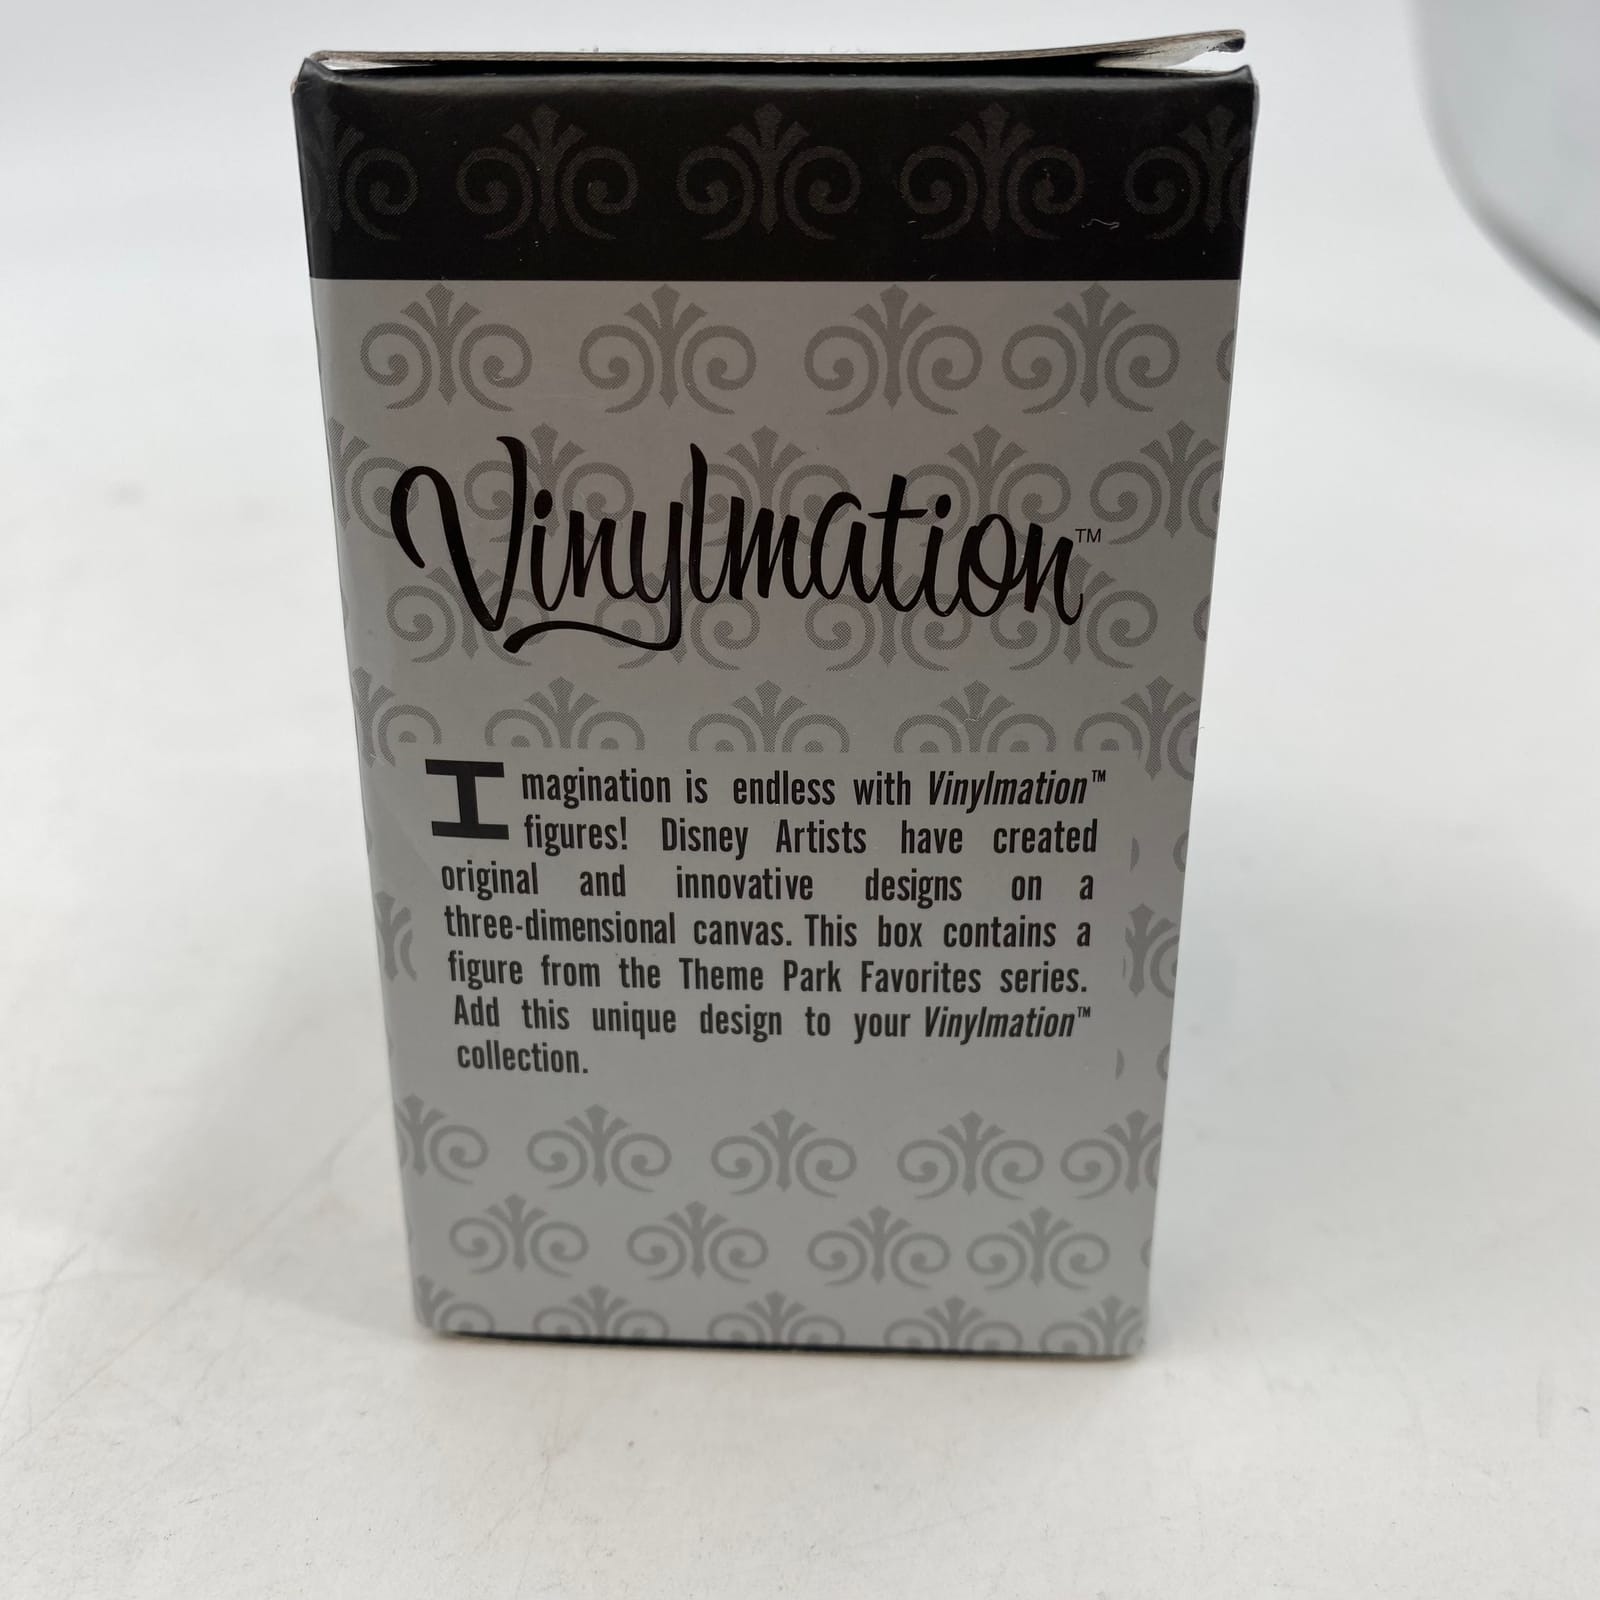 Vinylmation™
Imagination is endless with Vinylmation™
figures! Disney Artists have created
original and innovative designs on a
three-dimensional canvas. This box contains a
figure from the Theme Park Favorites series.
Add this unique design to your Vinylmation™
collection.